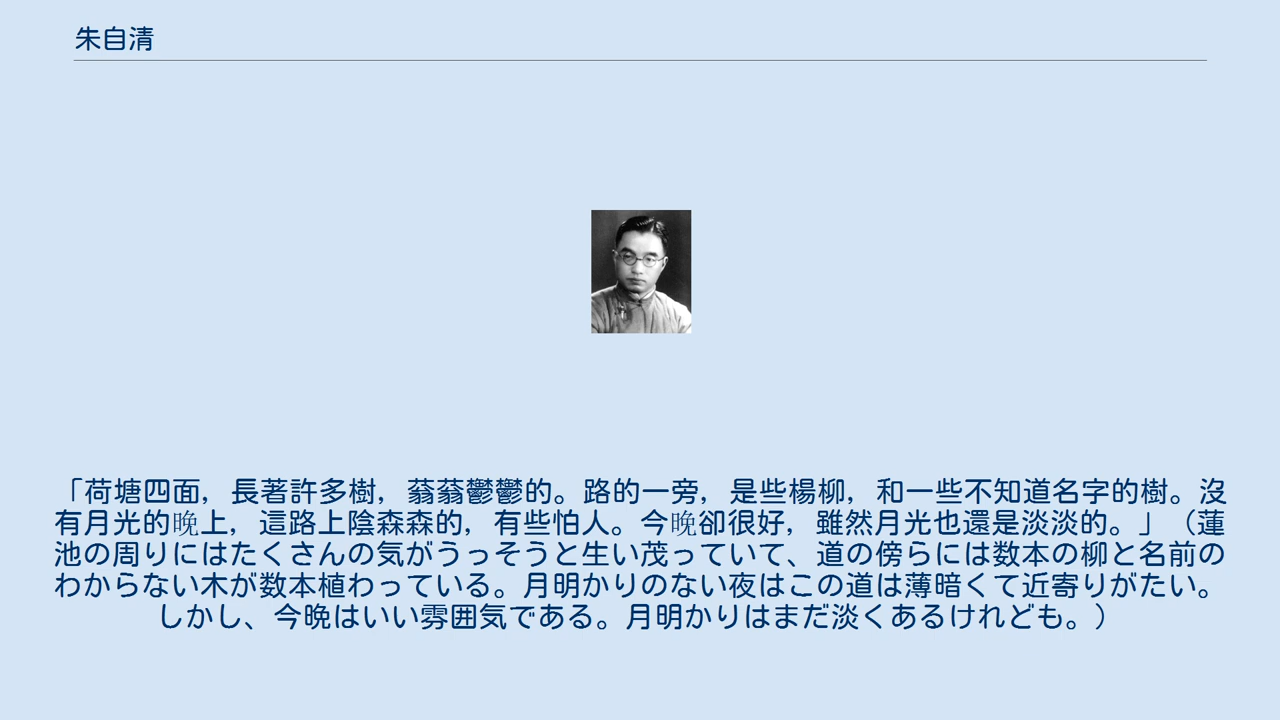 朱自清
「荷塘四面，長著許多樹，蓊蓊鬱鬱的。路的一旁，是些楊柳，和一些不知道名字的樹。沒
有月光的晚上，這路上陰森森的，有些怕人。今晚卻很好，雖然月光也還是淡淡的。」（蓮
池の周りにはたくさんの気がうっそうと生い茂っていて、道の傍らには数本の柳と名前の
わからない木が数本植わっている。月明かりのない夜はこの道は薄暗くて近寄りがたい。
しかし、今晩はいい雰囲気である。月明かりはまだ淡くあるけれども。）